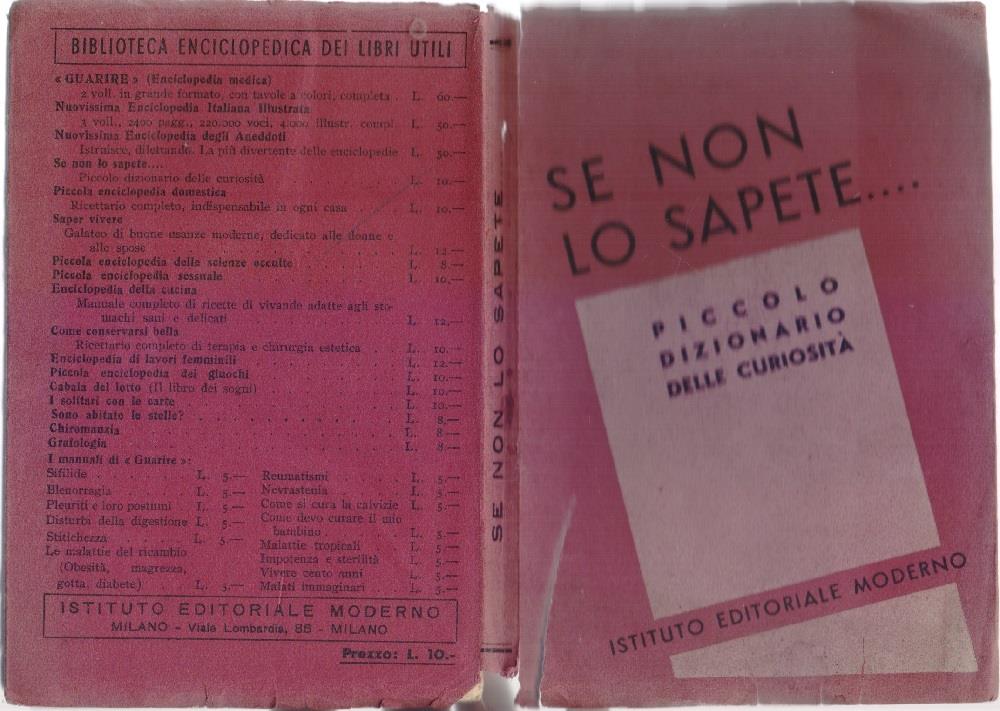 BIBLIOTECA ENCICLOPEDICA DEI LIBRI UTILI
« GUARIRE » (Enciclopedia medica)
2 voll. in grande formato, con tavole a colori, completa . L. 60.—
Nuovissima Enciclopedia Italiana Illustrata
3 voll., 2400 pagg., 220.000 voci, 4.000 illustr. compl. L. 50.—
Nuovissima Enciclopedia degli Aneddoti
Istruisce, dilettando. La più divertente delle enciclopedie L. 50.—
Se non lo sapete....
Piccolo dizionario delle curiosità . . . . . . L. 10.—
Piccola enciclopedia domestica
Ricettario completo, indispensabile in ogni casa . . . L. 10.—
Saper vivere
Galateo di buone usanze moderne, dedicato alle donne e
alle spose . . . . . . . . . . L. 12.—
Piccola enciclopedia delle scienze occulte . . . . . L. 8.—
Piccola enciclopedia sessuale . . . . . . . L. 10.—
Enciclopedia della cucina
Manuale completo di ricette di vivande adatte agli sto-
machi sani e delicati . . . . . . . . L. 12.—
Come conservarsi bella
Ricettario completo di terapia e chirurgia estetica . . L. 10.—
Enciclopedia di lavori femminili . . . . . . L. 12.—
Piccola enciclopedia dei giuochi . . . . . . L. 10.—
Cabala del lotto (Il libro dei sogni) . . . . . . L. 10.—
I solitari con le carte . . . . . . . . L. 10.—
Sono abitate le stelle? . . . . . . . . L. 8.—
Chiromanzia . . . . . . . . . L. 8.—
Grafologia . . . . . . . . . L. 8.—
I manuali di « Guarire »:
Sifilide . . . . L. 5.—
Blenorragia . . . L. 5.—
Pleuriti e loro postumi L. 5.—
Disturbi della digestione L. 5.—
Stitichezza . . . L. 5.—
Le malattie del ricambio
(Obesità, magrezza,
gotta, diabete) . . L. 5.—
Reumatismi . . . L. 5.—
Nevrastenia . . . L. 5.—
Come si cura la calvizie L. 5.—
Come devo curare il mio
bambino . . . . L. 5.—
Malattie tropicali . . L. 5.—
Impotenza e sterilità L. 5.—
Vivere cento anni . L. 5.—
Malati immaginari . L. 5.—
ISTITUTO EDITORIALE MODERNO
MILANO - Viale Lombardia, 85 - MILANO
Prezzo: L. 10.-
SE NON LO SAPETE
SE NON
LO SAPETE....
PICCOLO
DIZIONARIO
DELLE CURIOSITÀ
ISTITUTO EDITORIALE MODERNO